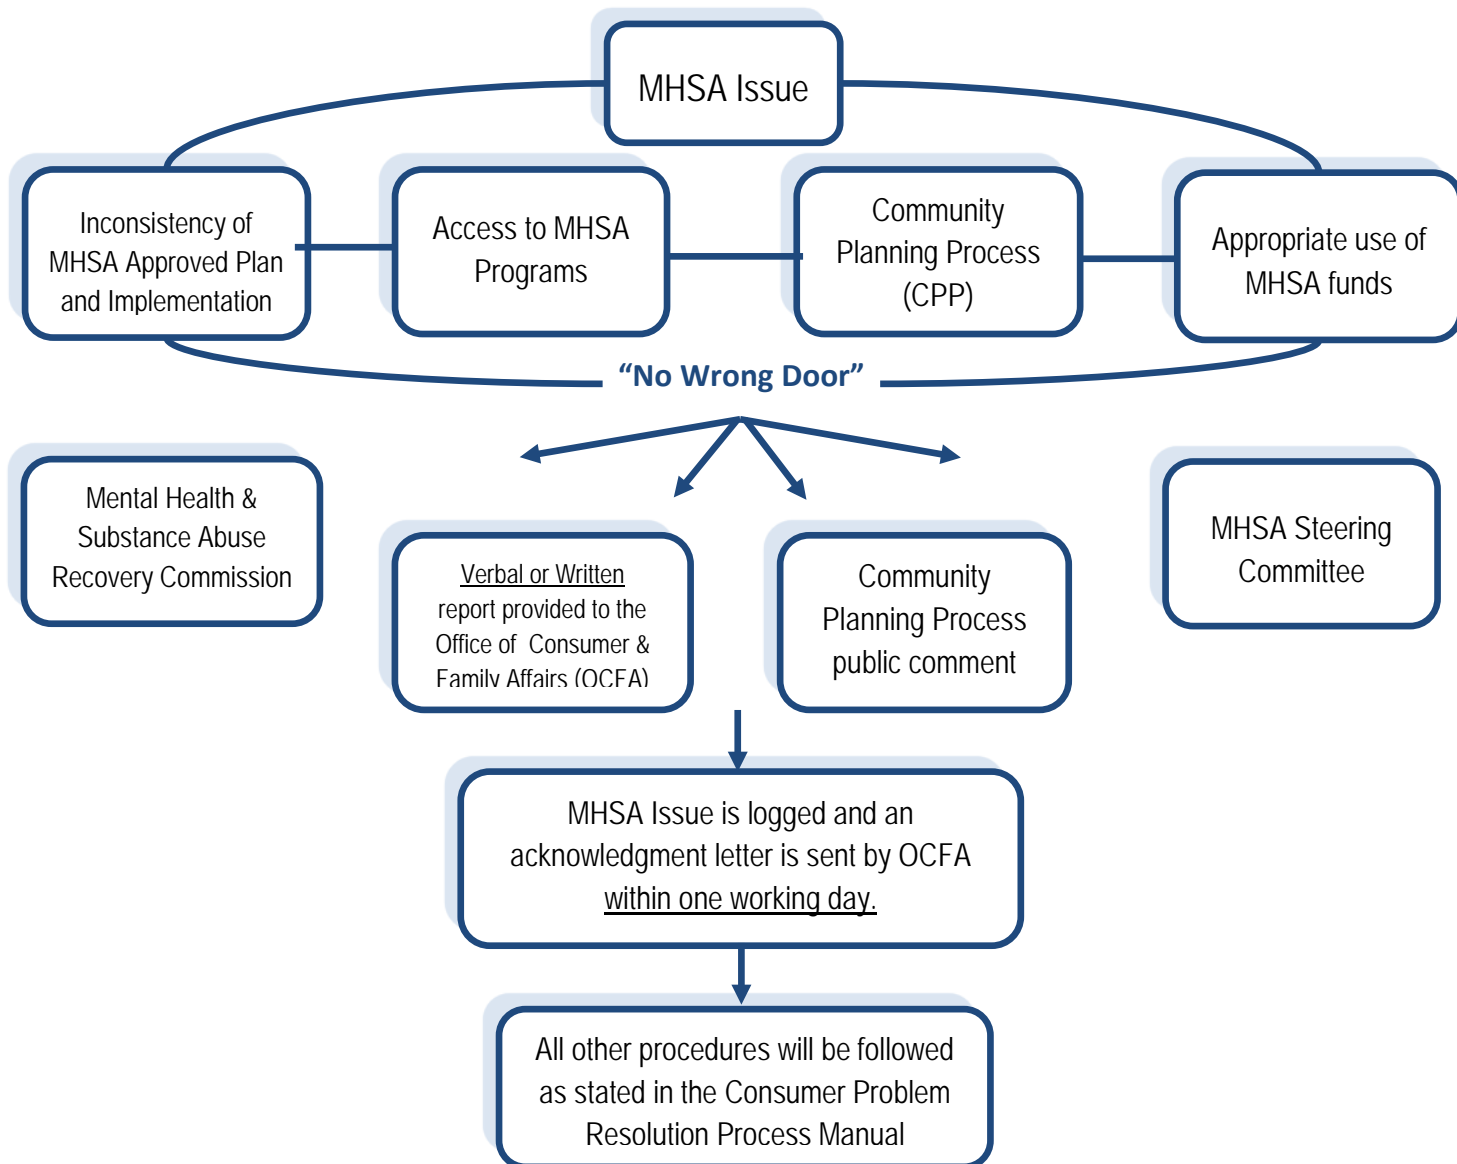 MHSA Issue
Inconsistency of
MHSA Approved Plan
and Implementation
Access to MHSA
Programs
Community
Planning Process
(CPP)
Appropriate use of
MHSA funds
“No Wrong Door”
Mental Health &
Substance Abuse
Recovery Commission
Verbal or Written
report provided to the
Office of Consumer &
Family Affairs (OCFA)
Community
Planning Process
public comment
MHSA Steering
Committee
MHSA Issue is logged and an
acknowledgment letter is sent by OCFA
within one working day.
All other procedures will be followed
as stated in the Consumer Problem
Resolution Process Manual